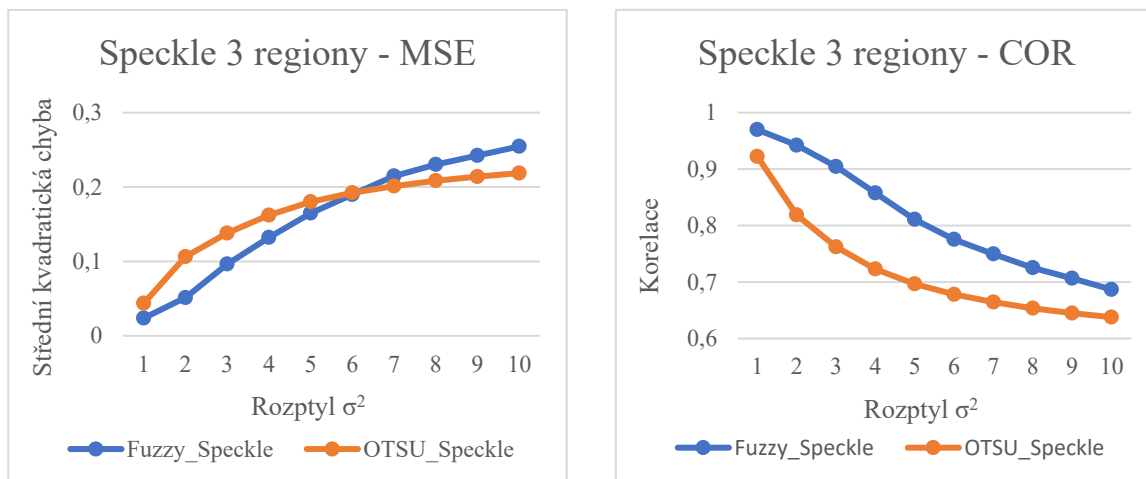 Speckle 3 regiony - MSE
Střední kvadratická chyba
0,3
0,2
0,1
0
1 2 3 4 5 6 7 8 9 10
Rozptyl σ²
Fuzzy_Speckle OTSU_Speckle
Speckle 3 regiony - COR
Korelace
1
0,9
0,8
0,7
0,6
1 2 3 4 5 6 7 8 9 10
Rozptyl σ²
Fuzzy_Speckle OTSU_Speckle